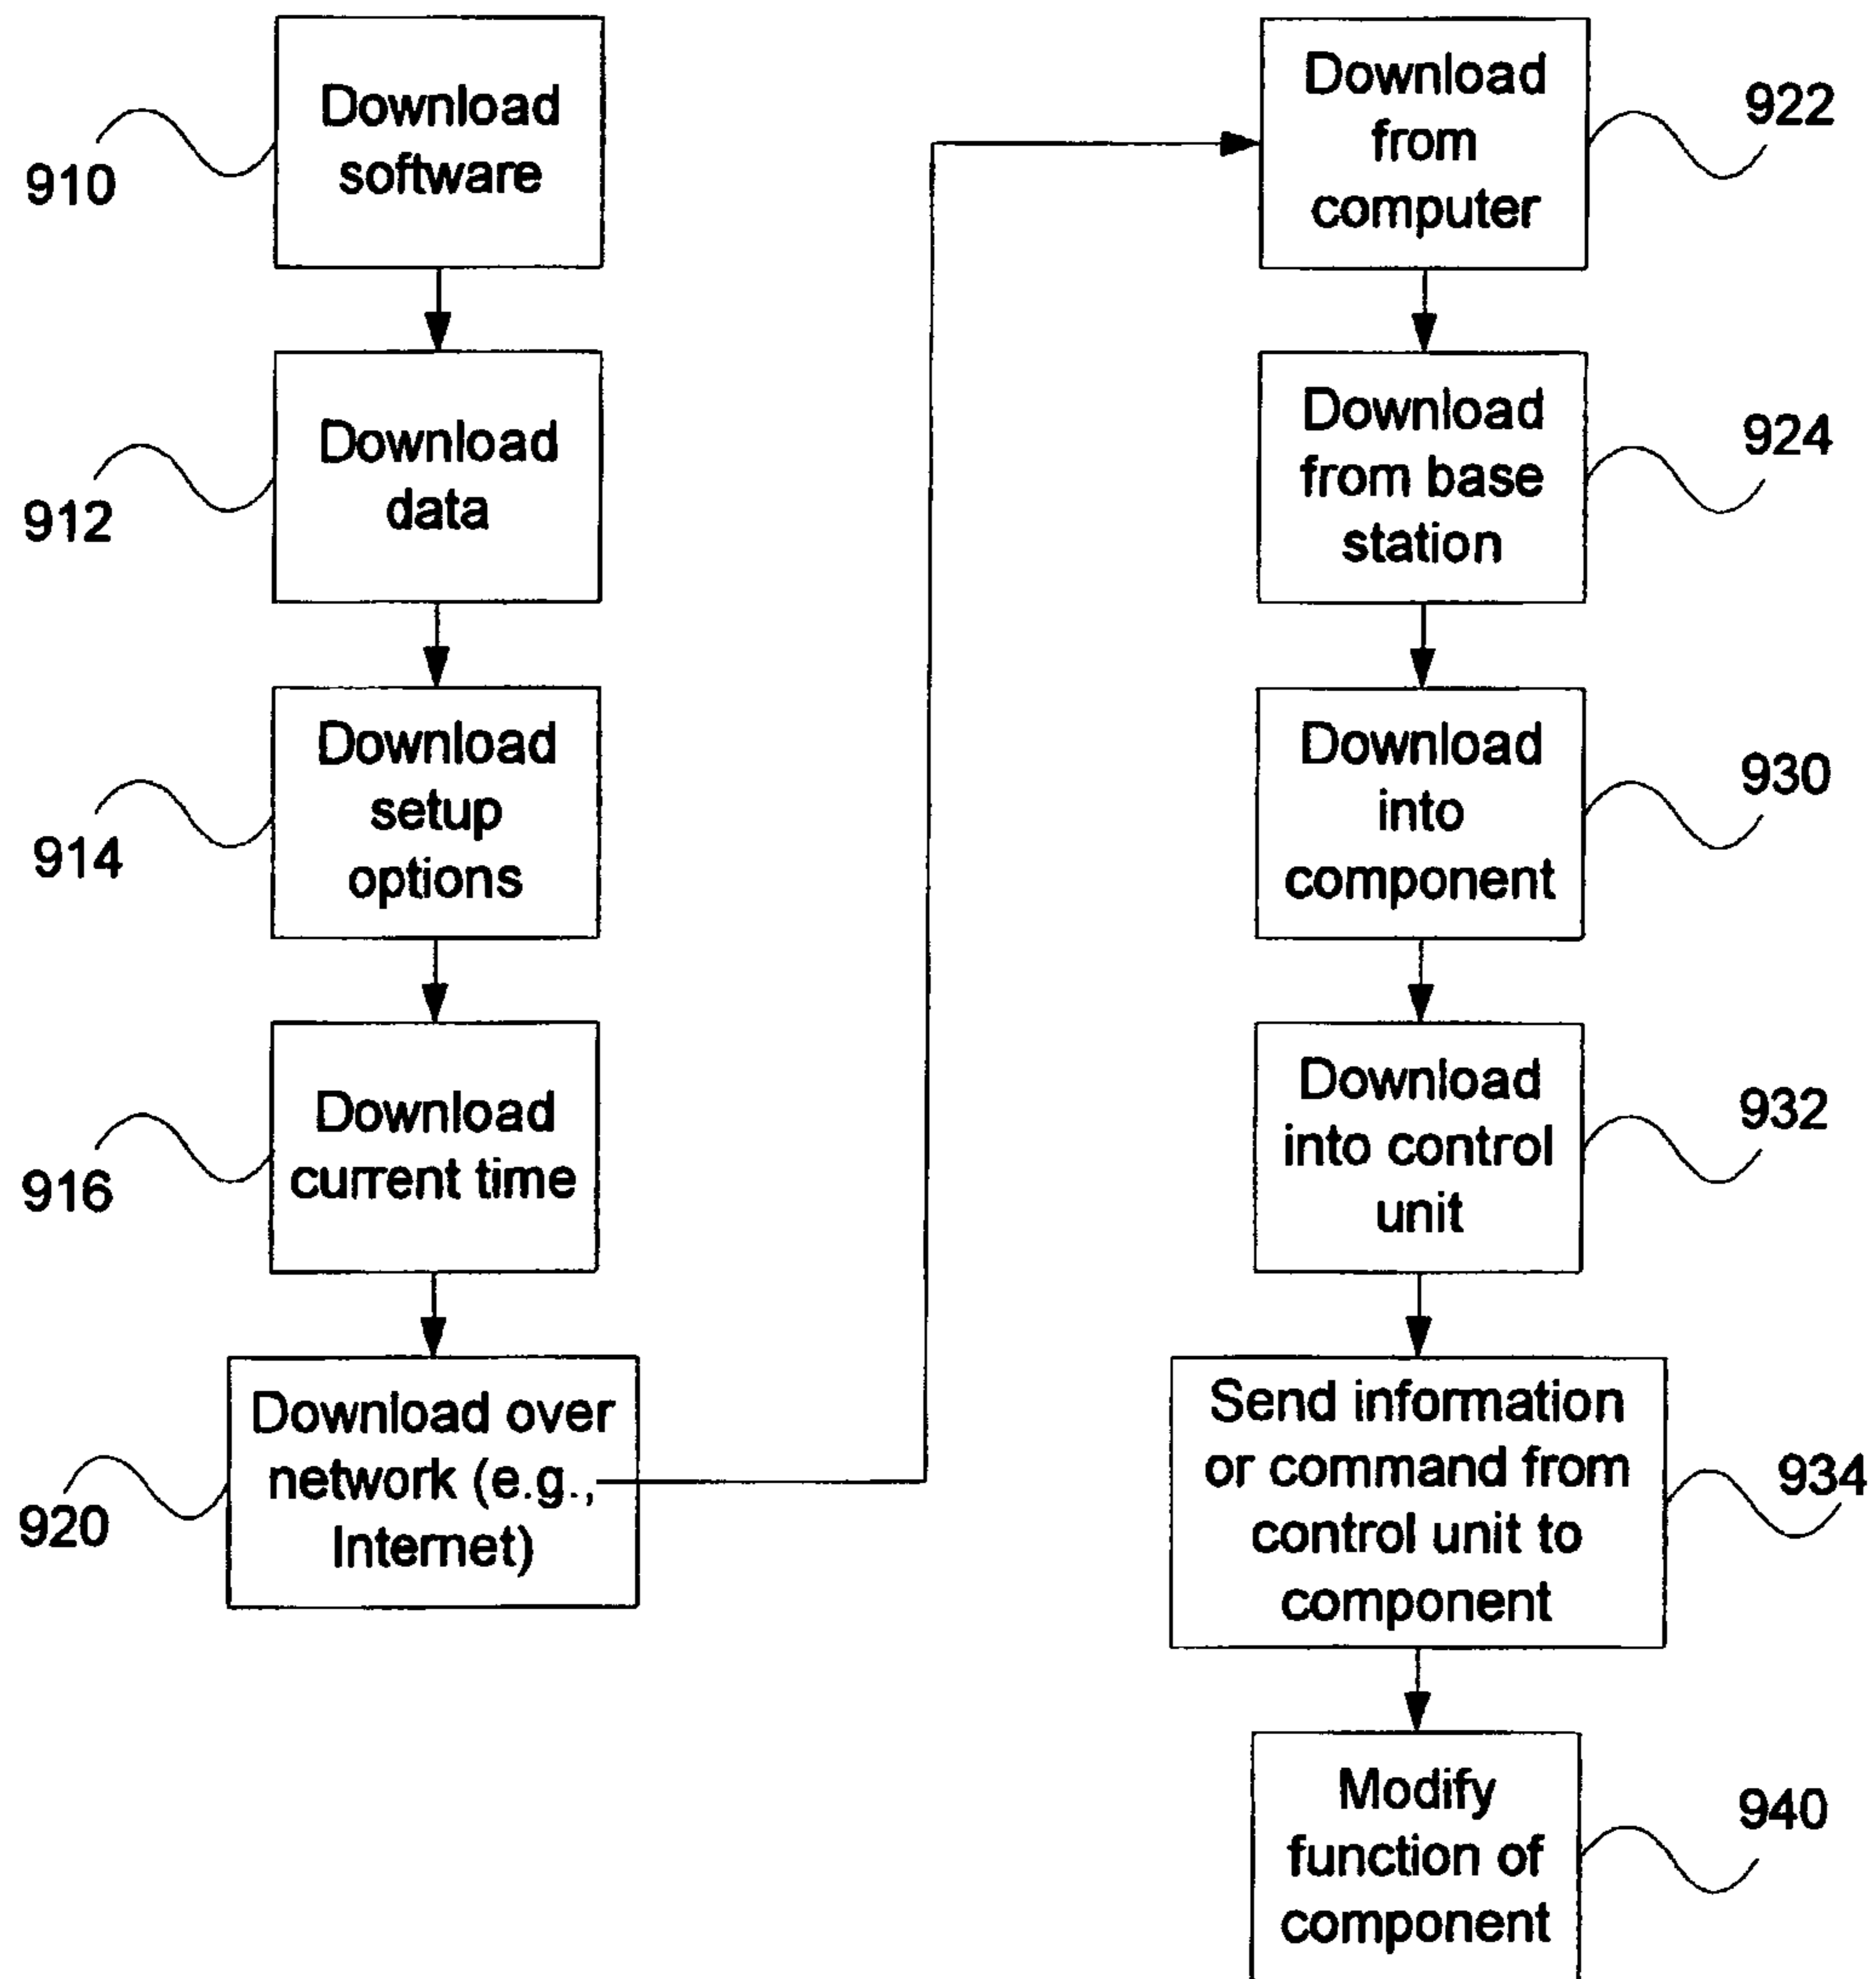 Download
software
910
Download
data
912
Download
setup
options
914
Download
current time
916
Download over
network (e.g.,
Internet)
920
Download
from
computer
922
Download
from base
station
924
Download
into
component
930
Download
into control
unit
932
Send information
or command from
control unit to
component
934
Modify
function of
component
940